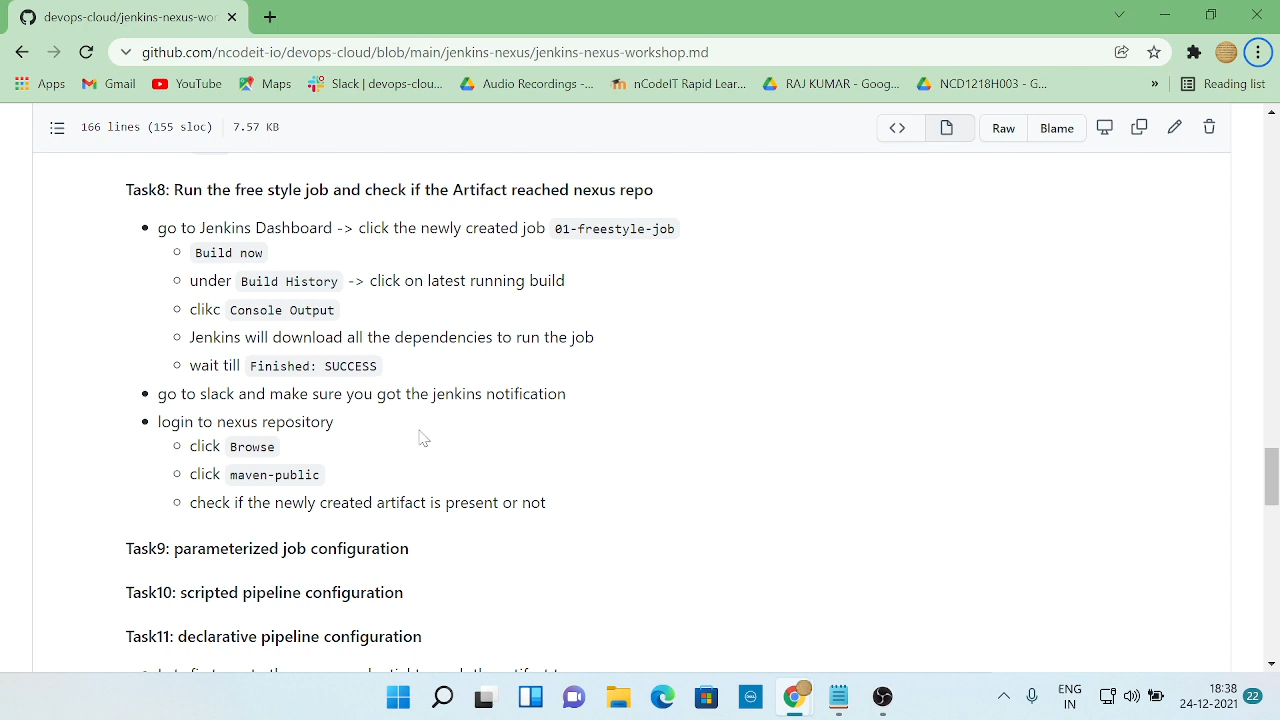 devops-cloud/jenkins-nexus-wor
github.com/ncodeit-io/devops-cloud/blob/main/jenkins-nexus/jenkins-nexus-workshop.md
Apps Gmail YouTube Maps Slack | devops-clou... Audio Recordings -... nCodeIT Rapid Lear... RAJ KUMAR - Goog... NCD1218H003 - G... » Reading list
166 lines (155 sloc) 7.57 KB <> Raw Blame
Task8: Run the free style job and check if the Artifact reached nexus repo
go to Jenkins Dashboard -> click the newly created job 01-freestyle-job
Build now
under Build History -> click on latest running build
clikc Console Output
Jenkins will download all the dependencies to run the job
wait till Finished: SUCCESS
go to slack and make sure you got the jenkins notification
login to nexus repository
click Browse
click maven-public
check if the newly created artifact is present or not
Task9: parameterized job configuration
Task10: scripted pipeline configuration
Task11: declarative pipeline configuration
ENG 18:38
IN 24-12-2021 22